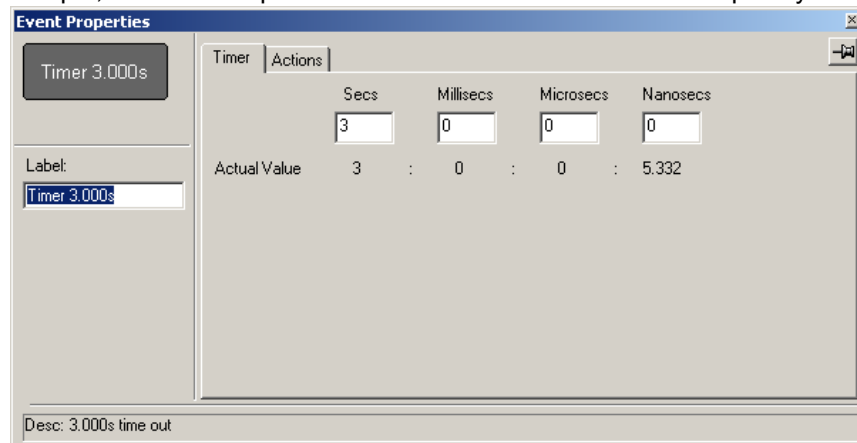 Event Properties
Timer 3.000s
Timer Actions
Secs Millisecs Microsecs Nanosecs
3 0 0 0
Label:
Timer 3.000s
Actual Value 3 : 0 : 0 : 5.332
Desc: 3.000s time out